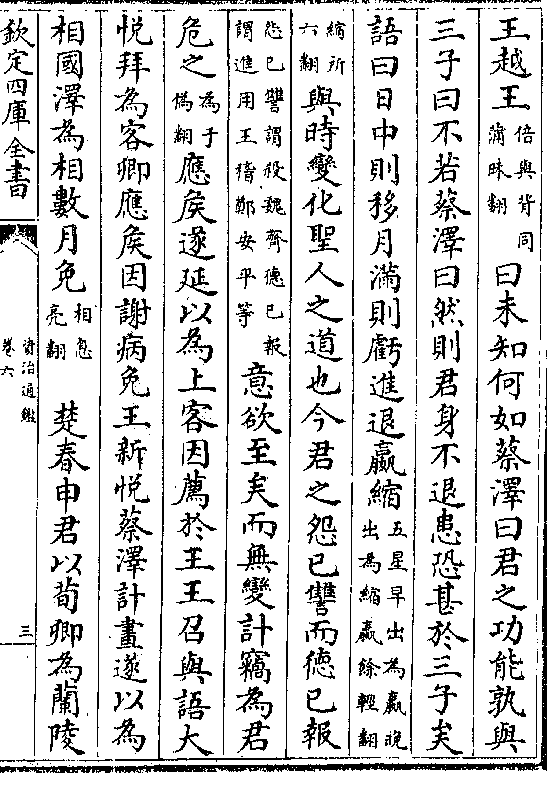 王越王倍與背同蒲昧翻曰未知何如蔡澤曰君之功能孰與
三子曰不若蔡澤曰然則君身不退患恐甚於三子矣
語曰日中則移月滿則虧進退嬴縮五星早出為嬴晚出為縮嬴餘輕翻
縮所六翻與時變化聖人之道也今君之怨已讐而德已報
怨已讐謂殺魏齊德已報謂進用王稽鄭安平等意欲至矣而無變計竊為君
危之為于偽翻應侯遂延以為上客因薦於王王召與語大
悅拜為客卿應侯因謝病免王新悅蔡澤計畫遂以為
相國澤為相數月免相息亮翻 楚春申君以荀卿為蘭陵
欽定四庫全書
資治通鑑
卷六
三